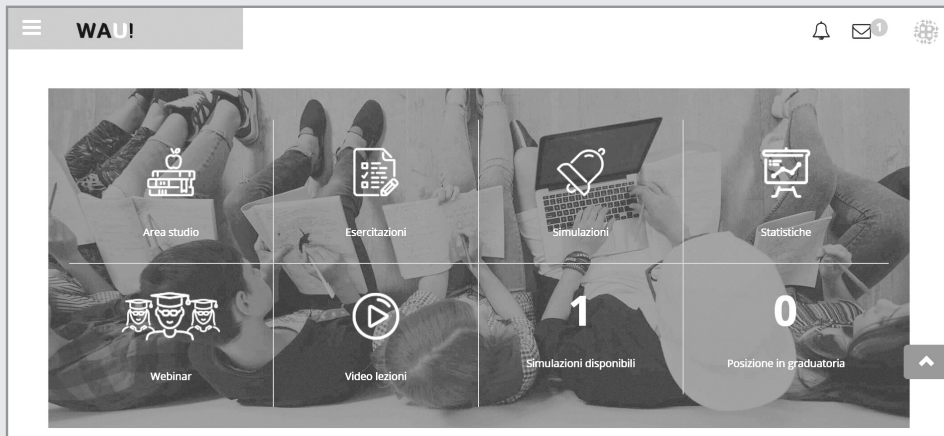 WAU!
1
Area studio
Esercitazioni
Simulazioni
Statistiche
1
0
Webinar
Video lezioni
Simulazioni disponibili
Posizione in graduatoria